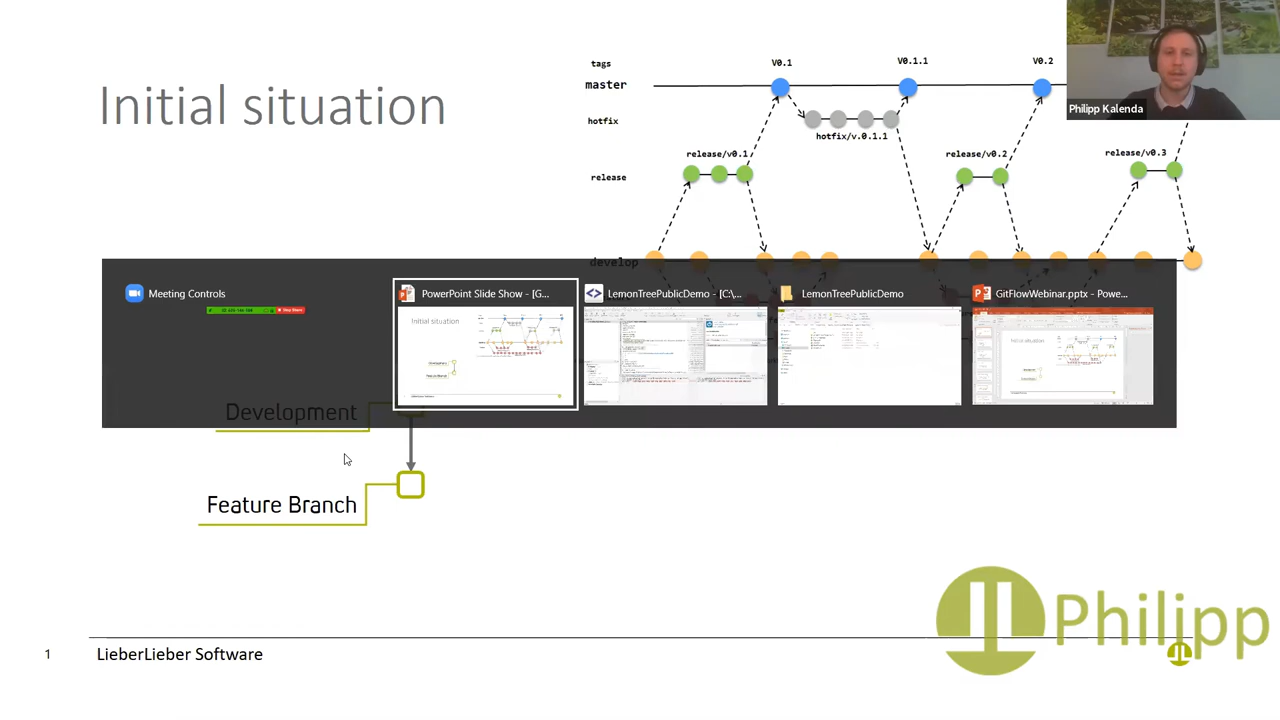 Initial situation
tags
V0.1
V0.1.1
V0.2
master
hotfix
hotfix/v.0.1.1
release/v0.1
release/v0.2
release/v0.3
release
develop
Philipp Kalenda
Meeting Controls
PowerPoint Slide Show - [G...
LemonTreePublicDemo - [C:\...
LemonTreePublicDemo
GitFlowWebinar.pptx - Powe...
Initial situation
Development
Feature Branch
Philipp
1
LieberLieber Software